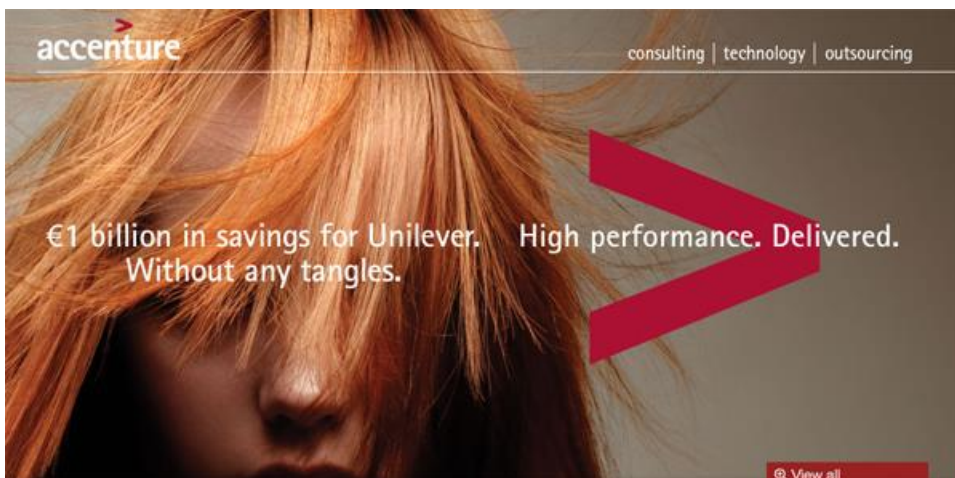 accenture
consulting | technology | outsourcing
€1 billion in savings for Unilever.
Without any tangles.
High performance. Delivered.
View all